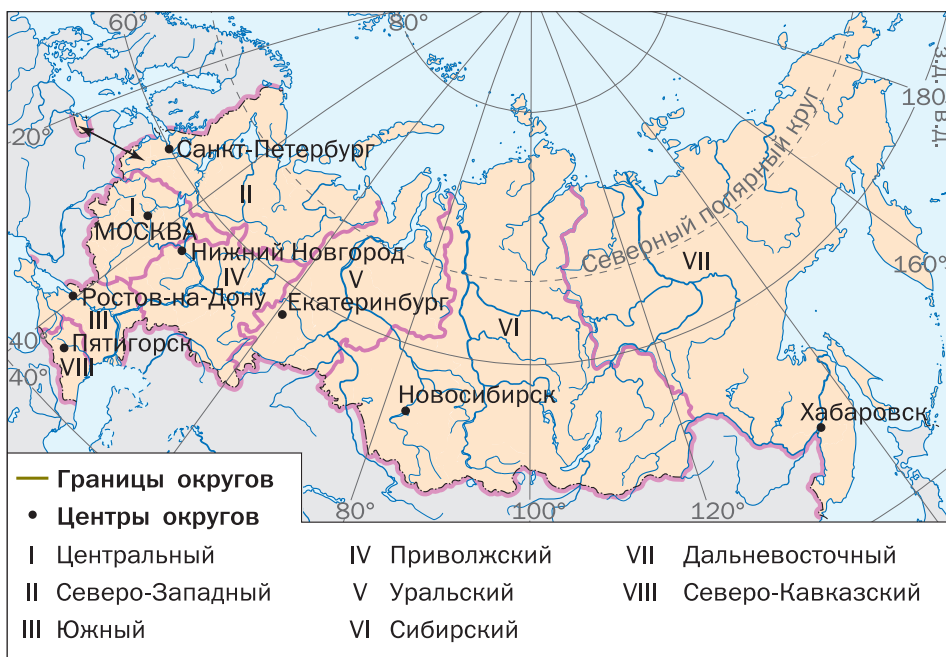 60°
80°
з.д.
180°
в.д.
20°
Северный полярный круг
Санкт-Петербург
II
I
МОСКВА
Нижний Новгород
IV
V
VII
160°
Ростов-на-Дону
Екатеринбург
III
VI
40°
Пятигорск
VIII
40°
Новосибирск
Хабаровск
80°
100°
120°
Границы округов
Центры округов
I Центральный
IV Приволжский
VII Дальневосточный
II Северо-Западный
V Уральский
VIII Северо-Кавказский
III Южный
VI Сибирский